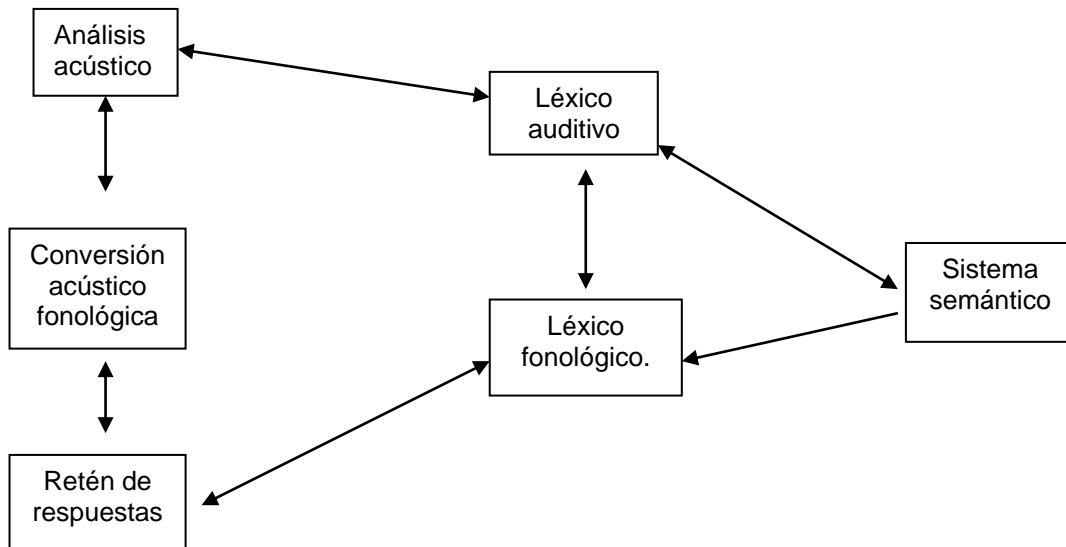 Análisis
acústico
Léxico
auditivo
Conversión
acústico
fonológica
Sistema
semántico
Léxico
fonológico.
Retén de
respuestas